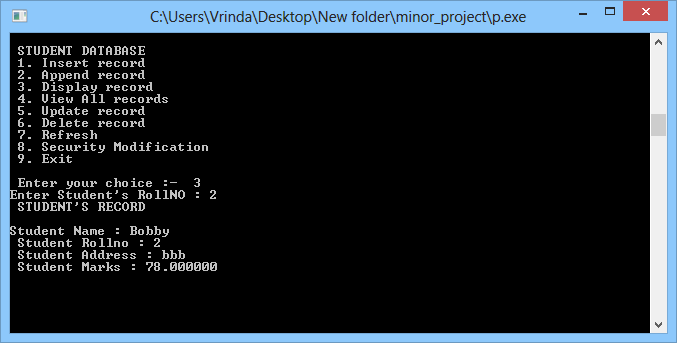 C:\Users\Vrinda\Desktop\New folder\minor_project\p.exe
STUDENT DATABASE
1. Insert record
2. Append record
3. Display record
4. View All records
5. Update record
6. Delete record
7. Refresh
8. Security Modification
9. Exit
Enter your choice :-  3
Enter Student's RollNO : 2
STUDENT'S RECORD
Student Name : Bobby
Student Rollno : 2
Student Address : bbb
Student Marks : 78.000000